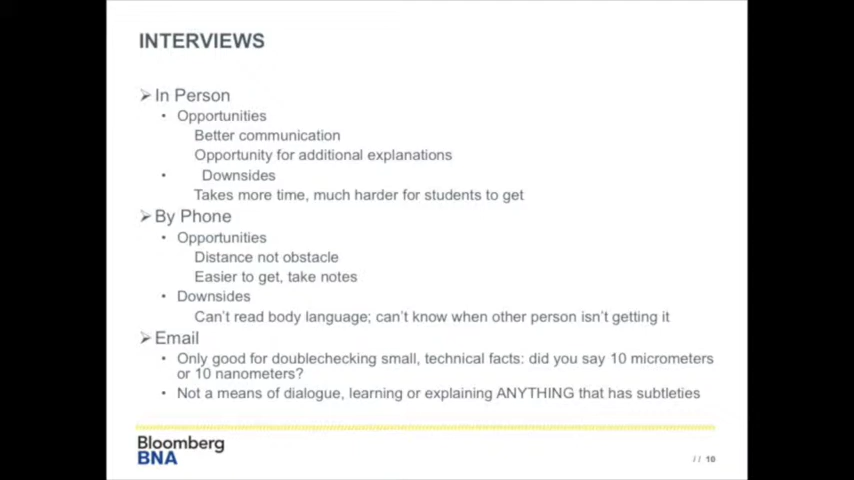 INTERVIEWS
➢ In Person
• Opportunities
Better communication
Opportunity for additional explanations
• Downsides
Takes more time, much harder for students to get
➢ By Phone
• Opportunities
Distance not obstacle
Easier to get, take notes
• Downsides
Can't read body language; can't know when other person isn't getting it
➢ Email
• Only good for doublechecking small, technical facts: did you say 10 micrometers
or 10 nanometers?
• Not a means of dialogue, learning or explaining ANYTHING that has subtleties
Bloomberg
BNA
// 10